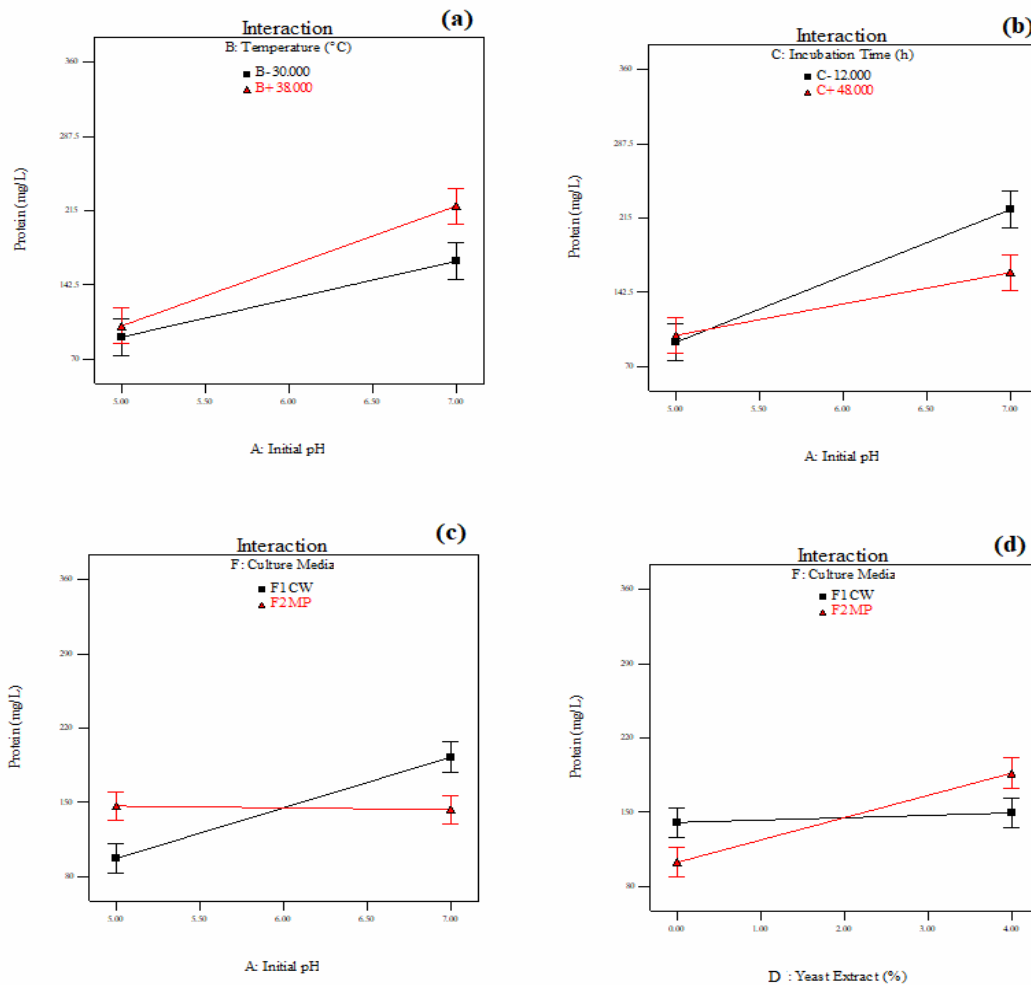 (a)
Interaction
B: Temperature (°C)
B- 30.000
B+ 38.000
360
287.5
215
142.5
70
Protein (mg/L)
5.00 5.50 6.00 6.50 7.00
A: Initial pH
(b)
Interaction
C: Incubation Time (h)
C- 12.000
C+ 48.000
360
287.5
215
142.5
70
Protein (mg/L)
5.00 5.50 6.00 6.50 7.00
A: Initial pH
(c)
Interaction
F: Culture Media
F1 CW
F2 MP
360
290
220
150
80
Protein (mg/L)
5.00 5.50 6.00 6.50 7.00
A: Initial pH
(d)
Interaction
F: Culture Media
F1 CW
F2 MP
360
290
220
150
80
Protein (mg/L)
0.00 1.00 2.00 3.00 4.00
D : Yeast Extract (%)